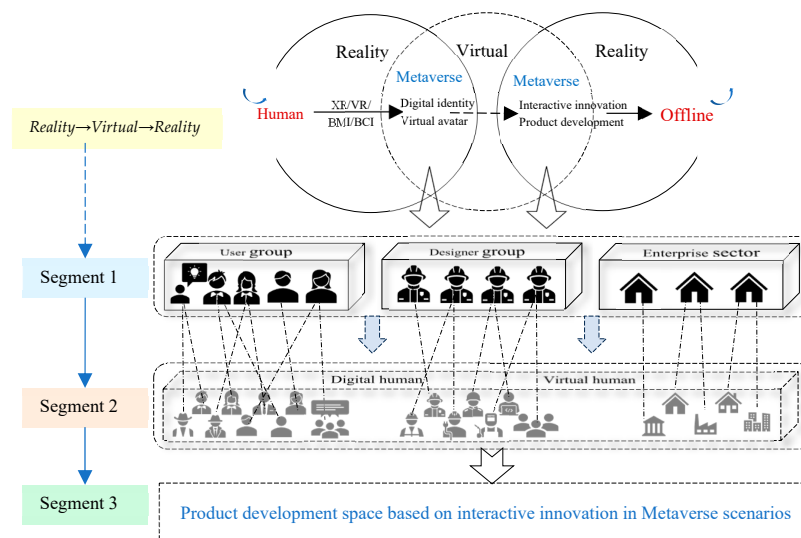 Reality Virtual Reality
Metaverse Metaverse
Human XR/VR/ Digital identity Interactive innovation Offline
BMI/BCI Virtual avatar Product development
Reality→Virtual→Reality
Segment 1
User group Designer group Enterprise sector
Segment 2
Digital human Virtual human
Segment 3
Product development space based on interactive innovation in Metaverse scenarios